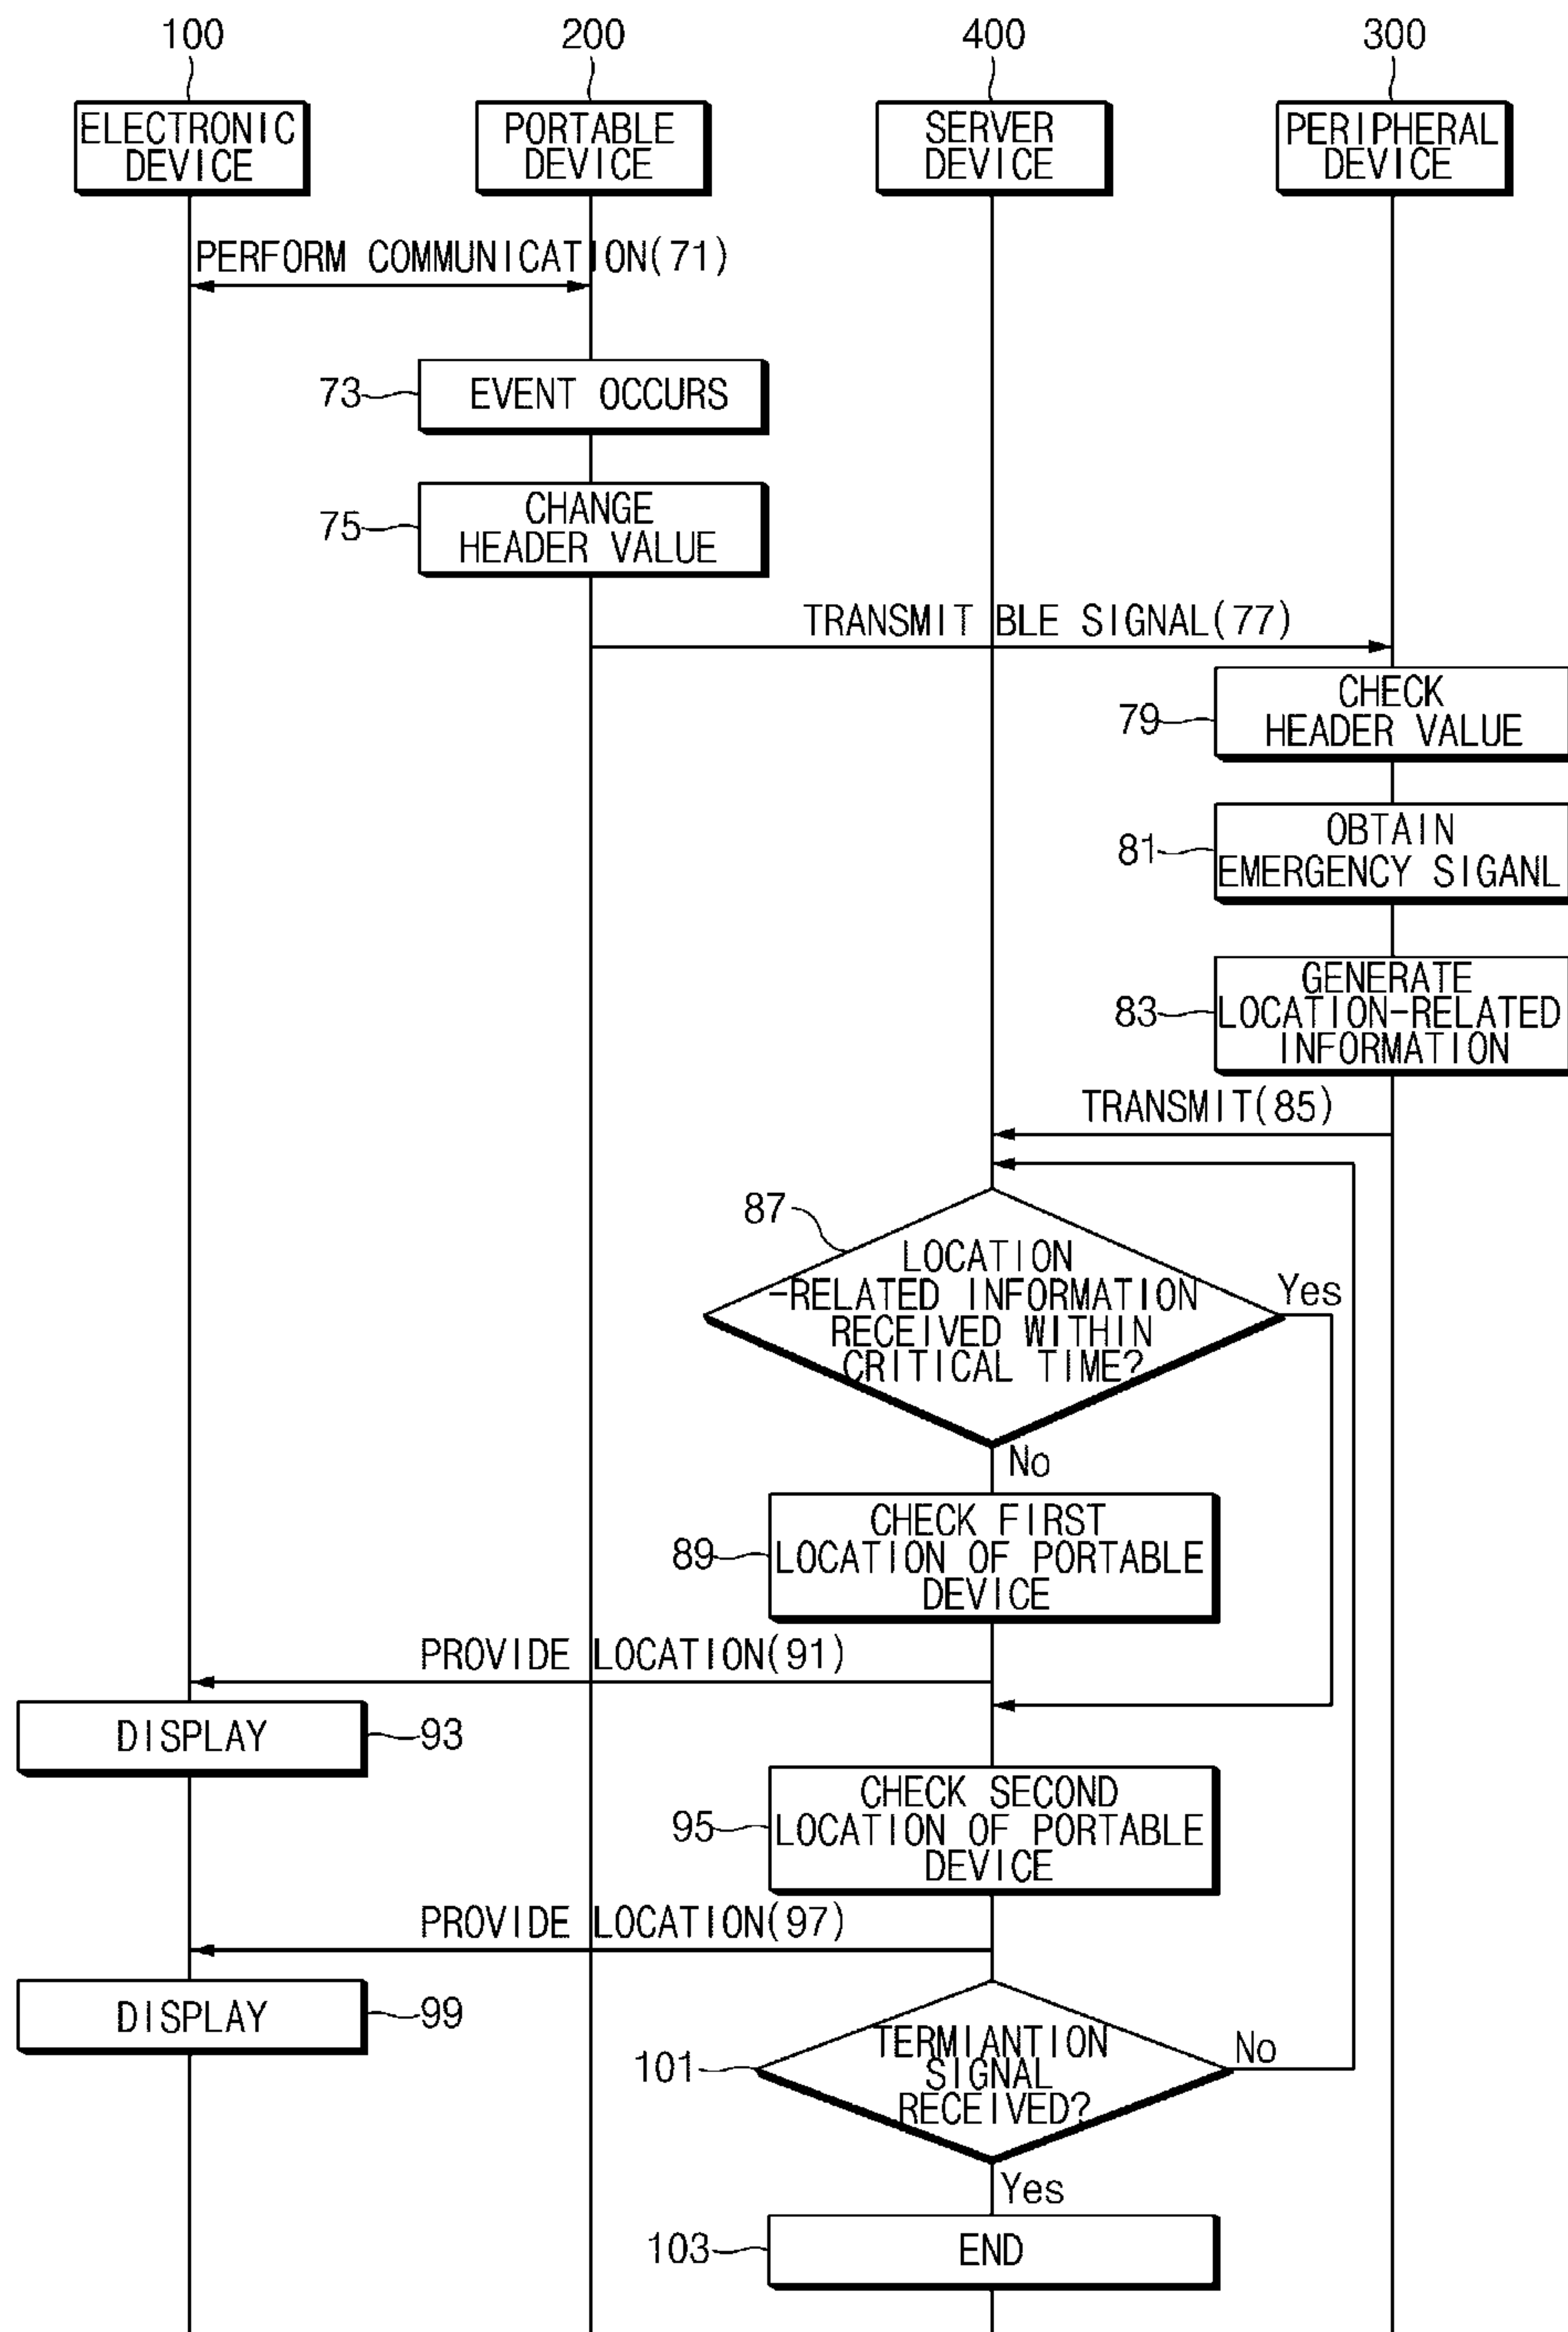 100
200
400
300
ELECTRONIC
DEVICE
PORTABLE
DEVICE
SERVER
DEVICE
PERIPHERAL
DEVICE
PERFORM COMMUNICATION(71)
73
EVENT OCCURS
75
CHANGE
HEADER VALUE
TRANSMIT BLE SIGNAL(77)
79
CHECK
HEADER VALUE
81
OBTAIN
EMERGENCY SIGANL
83
GENERATE
LOCATION-RELATED
INFORMATION
TRANSMIT(85)
87
LOCATION
-RELATED INFORMATION
RECEIVED WITHIN
CRITICAL TIME?
Yes
No
89
CHECK FIRST
LOCATION OF PORTABLE
DEVICE
PROVIDE LOCATION(91)
DISPLAY
93
95
CHECK SECOND
LOCATION OF PORTABLE
DEVICE
PROVIDE LOCATION(97)
DISPLAY
99
101
TERMIANTION
SIGNAL
RECEIVED?
No
Yes
103
END